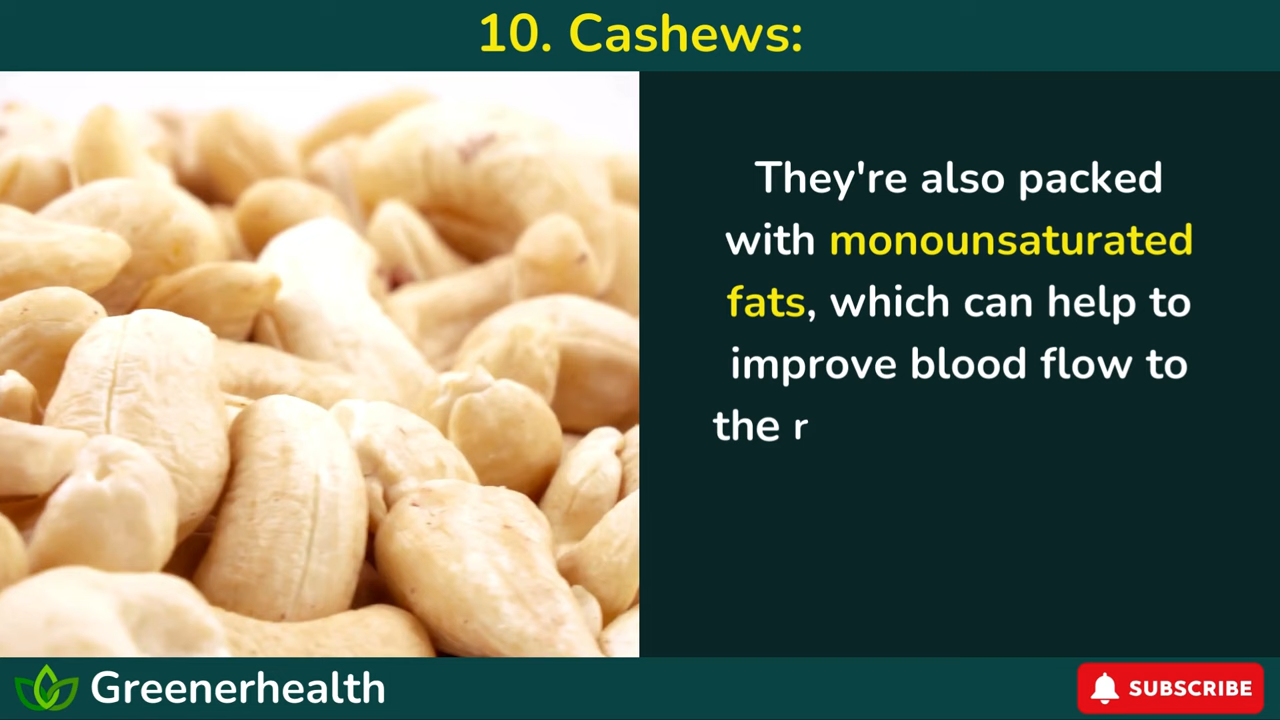 10. Cashews:
They're also packed
with monounsaturated
fats, which can help to
improve blood flow to
the r
Greenerhealth
SUBSCRIBE